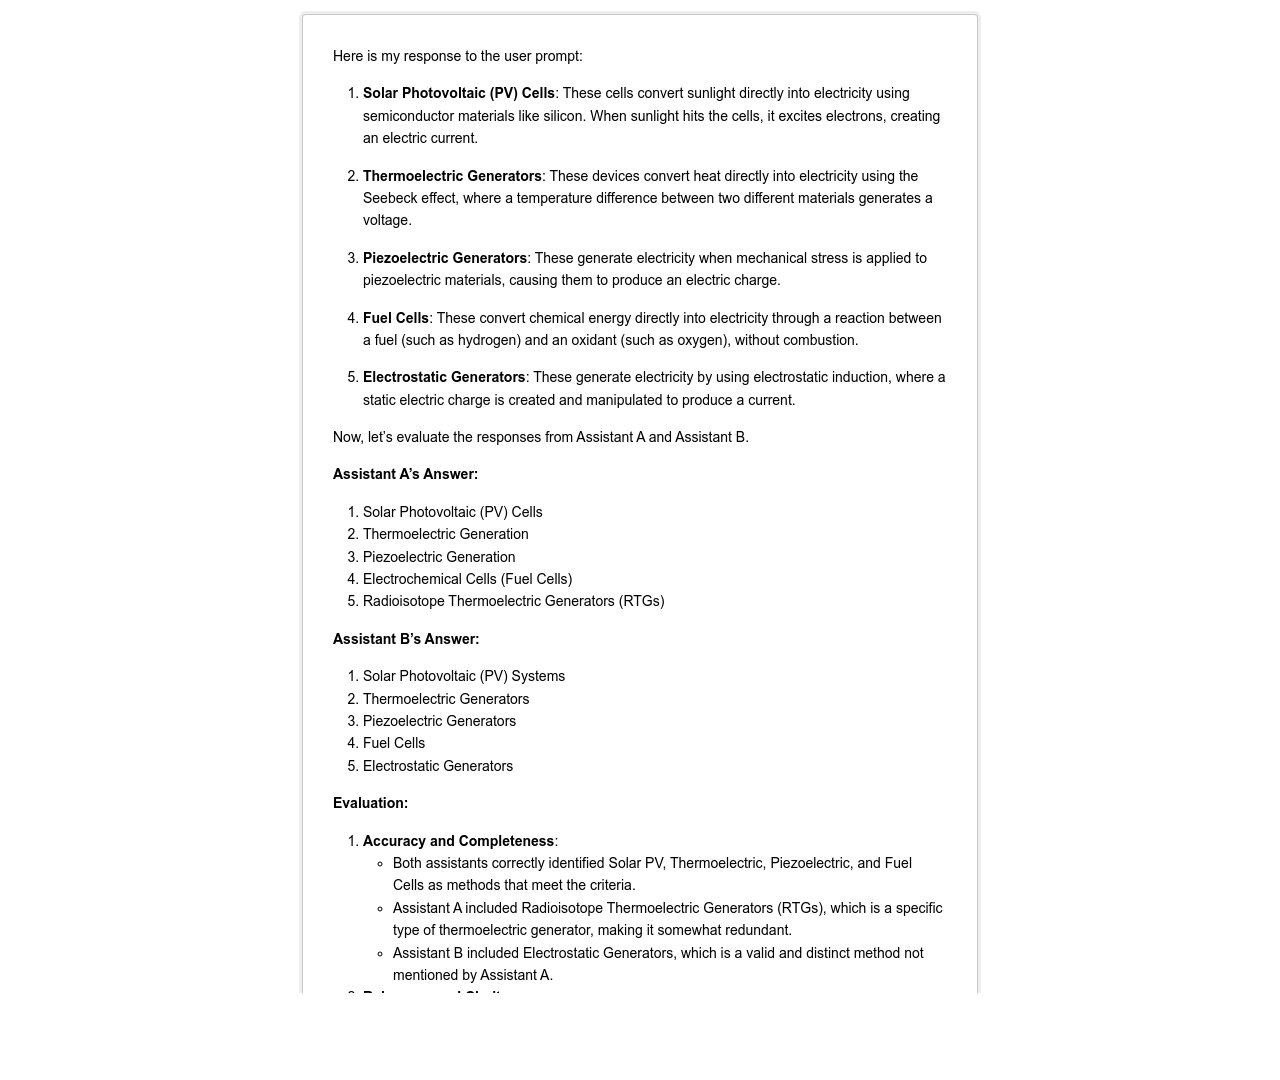 Here is my response to the user prompt:
1. Solar Photovoltaic (PV) Cells: These cells convert sunlight directly into electricity using
semiconductor materials like silicon. When sunlight hits the cells, it excites electrons, creating
an electric current.
2. Thermoelectric Generators: These devices convert heat directly into electricity using the
Seebeck effect, where a temperature difference between two different materials generates a
voltage.
3. Piezoelectric Generators: These generate electricity when mechanical stress is applied to
piezoelectric materials, causing them to produce an electric charge.
4. Fuel Cells: These convert chemical energy directly into electricity through a reaction between
a fuel (such as hydrogen) and an oxidant (such as oxygen), without combustion.
5. Electrostatic Generators: These generate electricity by using electrostatic induction, where a
static electric charge is created and manipulated to produce a current.
Now, let’s evaluate the responses from Assistant A and Assistant B.
Assistant A’s Answer:
1. Solar Photovoltaic (PV) Cells
2. Thermoelectric Generation
3. Piezoelectric Generation
4. Electrochemical Cells (Fuel Cells)
5. Radioisotope Thermoelectric Generators (RTGs)
Assistant B’s Answer:
1. Solar Photovoltaic (PV) Systems
2. Thermoelectric Generators
3. Piezoelectric Generators
4. Fuel Cells
5. Electrostatic Generators
Evaluation:
1. Accuracy and Completeness:
◦ Both assistants correctly identified Solar PV, Thermoelectric, Piezoelectric, and Fuel
Cells as methods that meet the criteria.
◦ Assistant A included Radioisotope Thermoelectric Generators (RTGs), which is a specific
type of thermoelectric generator, making it somewhat redundant.
◦ Assistant B included Electrostatic Generators, which is a valid and distinct method not
mentioned by Assistant A.